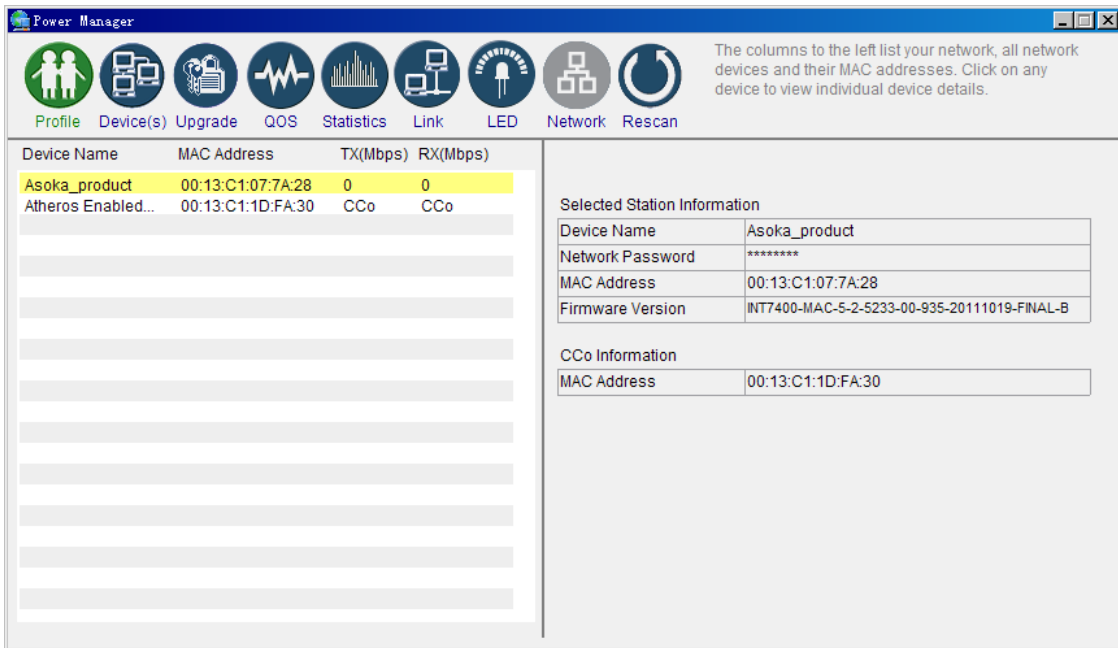 Power Manager
The columns to the left list your network, all network
devices and their MAC addresses. Click on any
device to view individual device details.
Profile Device(s) Upgrade QOS Statistics Link LED Network Rescan
Device Name MAC Address TX(Mbps) RX(Mbps)
Asoka_product 00:13:C1:07:7A:28 0 0
Atheros Enabled... 00:13:C1:1D:FA:30 CCo CCo
Selected Station Information
Device Name Asoka_product
Network Password ********
MAC Address 00:13:C1:07:7A:28
Firmware Version INT7400-MAC-5-2-5233-00-935-20111019-FINAL-B
CCo Information
MAC Address 00:13:C1:1D:FA:30